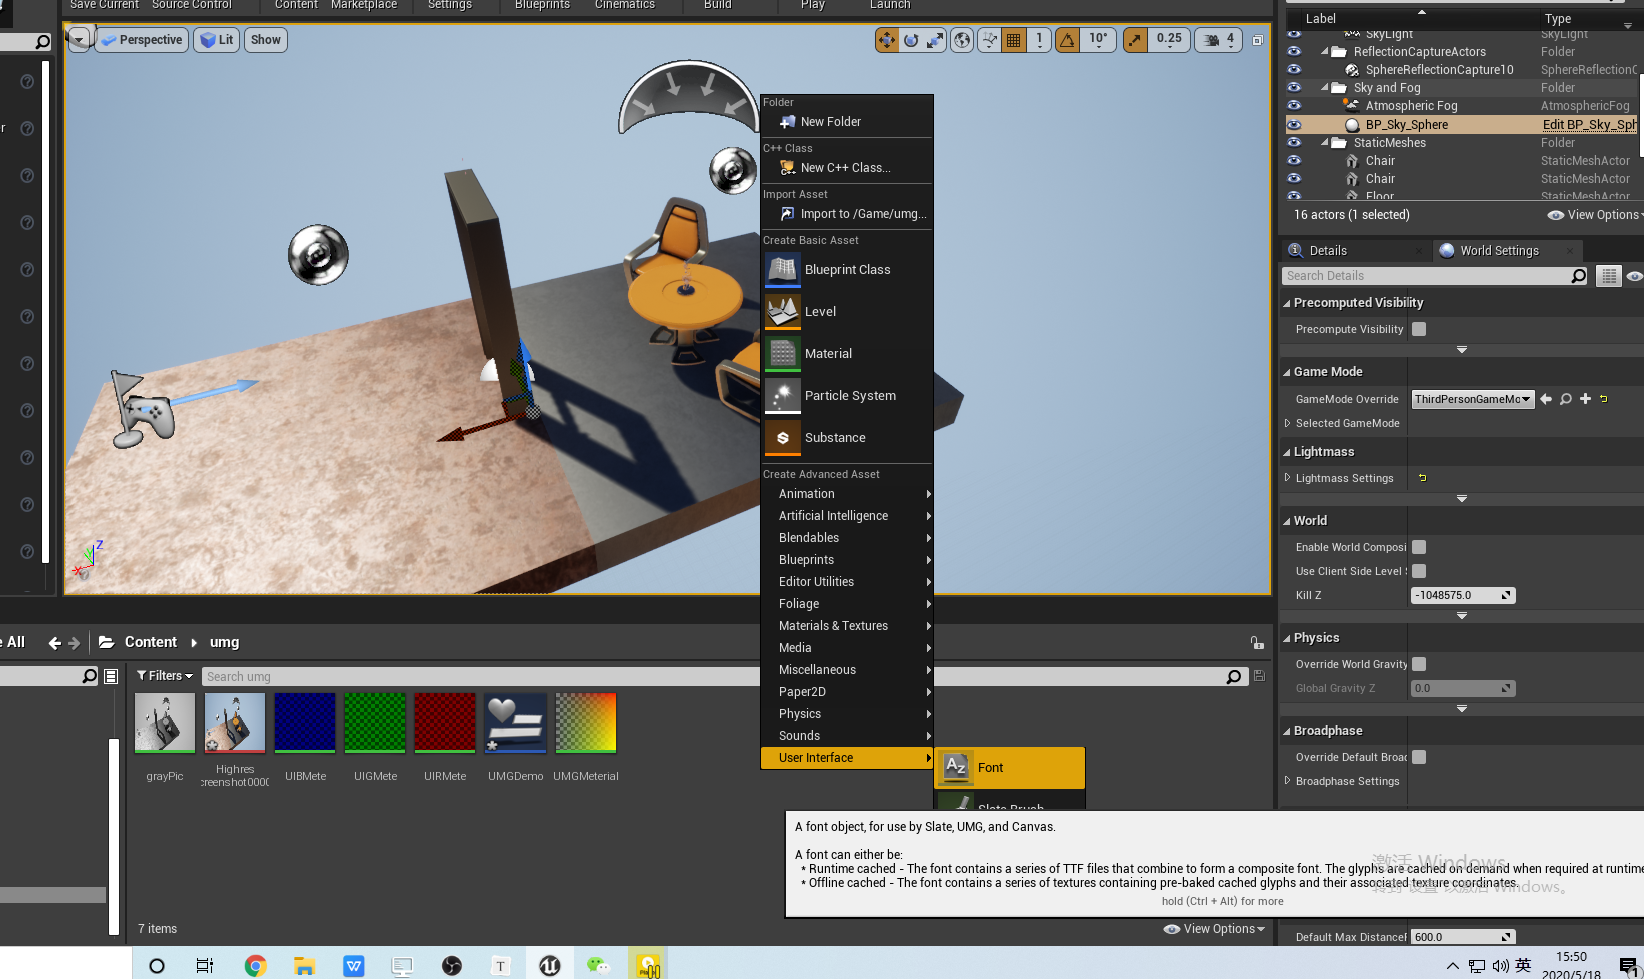 Save Current Source Control Content Marketplace Settings Blueprints Cinematics Build Play Launch
Perspective Lit Show
1 10° 0.25 4
Label Type
SkyLight SkyLight
ReflectionCaptureActors Folder
SphereReflectionCapture10 SphereReflectionC
Sky and Fog Folder
Atmospheric Fog AtmosphericFog
BP_Sky_Sphere Edit BP_Sky_Sph
StaticMeshes Folder
Chair StaticMeshActor
Chair StaticMeshActor
Floor StaticMeshActor
16 actors (1 selected) View Options
Details World Settings
Search Details
Precomputed Visibility
Precompute Visibility
Game Mode
GameMode Override ThirdPersonGameMo
Selected GameMode
Lightmass
Lightmass Settings
World
Enable World Composi
Use Client Side Level S
Kill Z -1048575.0
Physics
Override World Gravity
Global Gravity Z 0.0
Broadphase
Override Default Broad
Broadphase Settings
Default Max DistanceF 600.0
Folder
New Folder
C++ Class
New C++ Class...
Import Asset
Import to /Game/umg...
Create Basic Asset
Blueprint Class
Level
Material
Particle System
Substance
Create Advanced Asset
Animation
Artificial Intelligence
Blendables
Blueprints
Editor Utilities
Foliage
Materials & Textures
Media
Miscellaneous
Paper2D
Physics
Sounds
User Interface
Font
Slate Brush
A font object, for use by Slate, UMG, and Canvas.
A font can either be:
* Runtime cached - The font contains a series of TTF files that combine to form a composite font. The glyphs are cached on demand when required at runtime
* Offline cached - The font contains a series of textures containing pre-baked cached glyphs and their associated texture coordinates.
hold (Ctrl + Alt) for more
激活 Windows
转到"设置"以激活 Windows。
Z
e All Content umg
Filters Search umg
grayPic
Highres
creenshot0000
UIBMete
UIGMete
UIRMete
UMGDemo
UMGMeterial
7 items View Options
英 15:50
2020/5/18